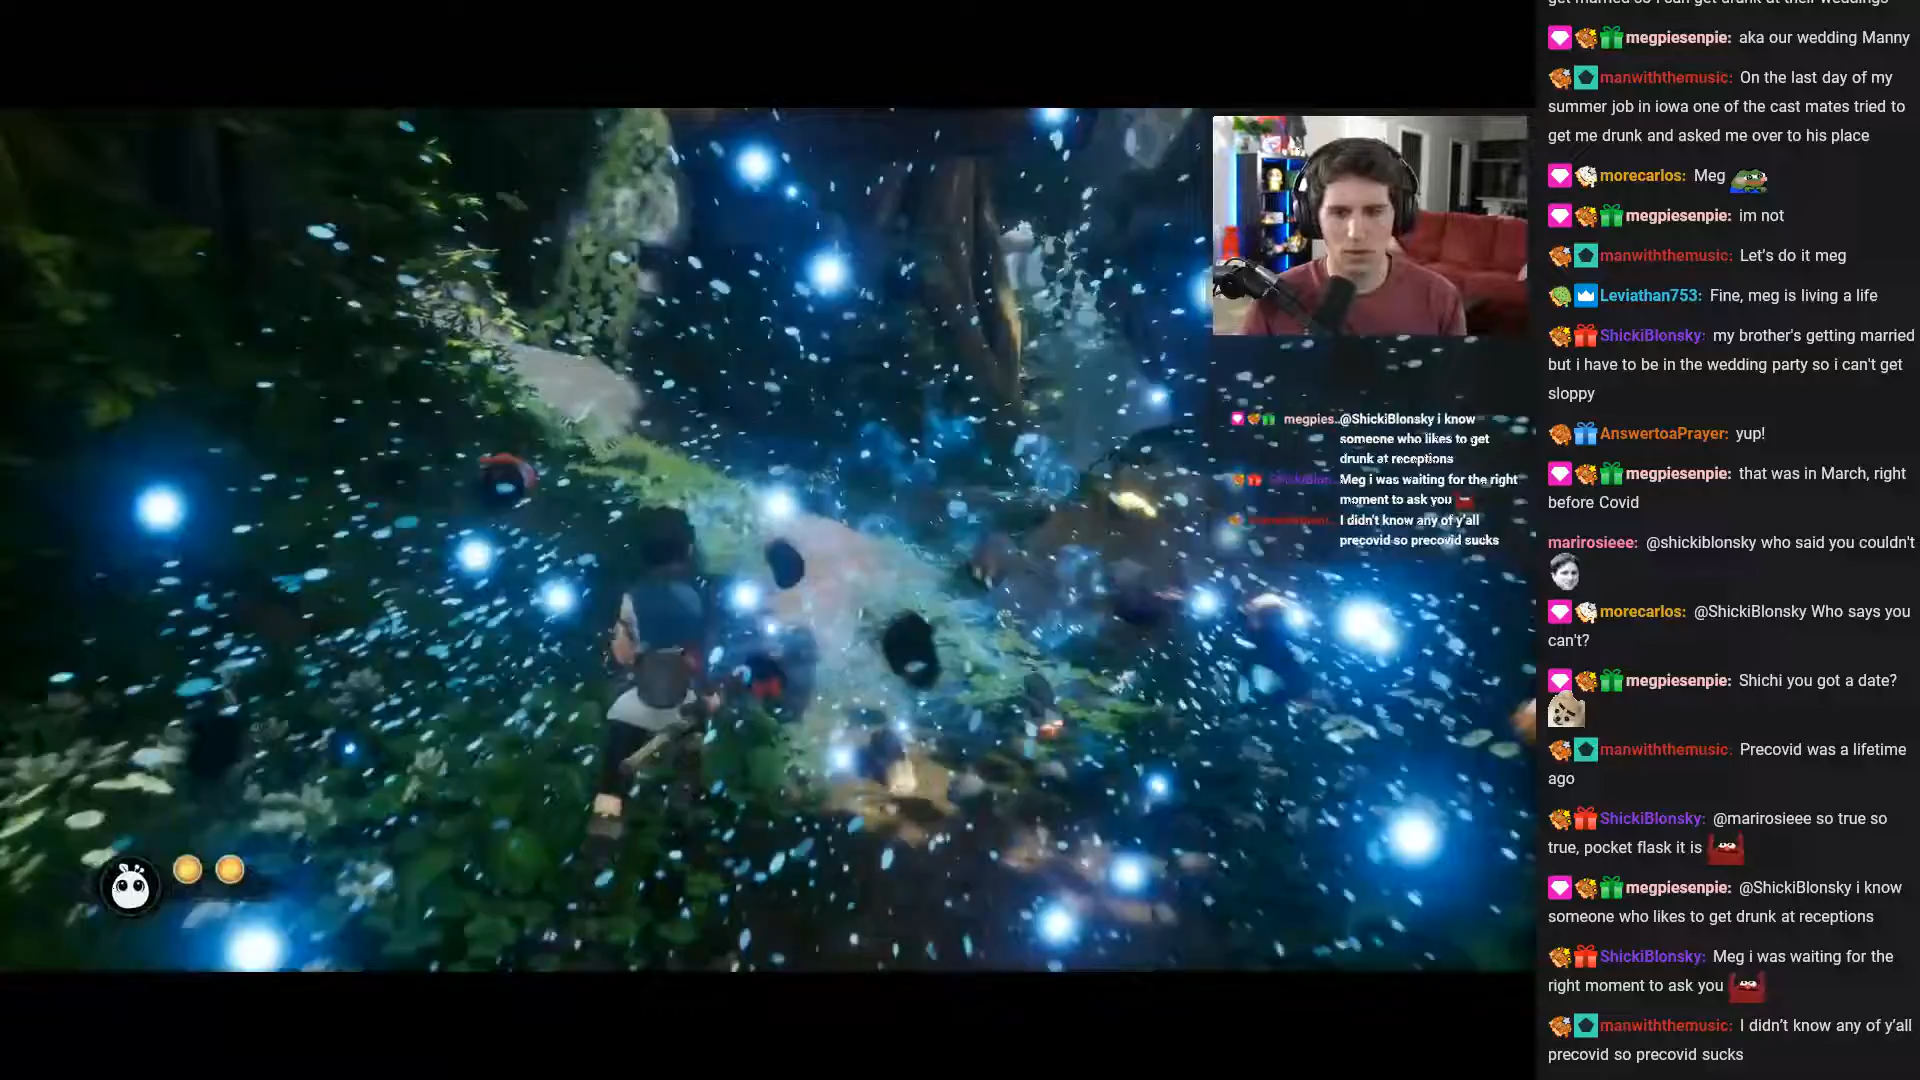 megpies..@ShickiBlonsky i know
someone who likes to get
drunk at receptions
ShickiBlon.. Meg i was waiting for the right
moment to ask you
I didn't know any of y'all
precovid so precovid sucks
megpiesenpie: aka our wedding Manny
manwiththemusic: On the last day of my
summer job in iowa one of the cast mates tried to
get me drunk and asked me over to his place
morecarlos: Meg
megpiesenpie: im not
manwiththemusic: Let's do it meg
Leviathan753: Fine, meg is living a life
ShickiBlonsky: my brother's getting married
but i have to be in the wedding party so i can't get
sloppy
AnswertoaPrayer: yup!
megpiesenpie: that was in March, right
before Covid
marirosieee: @shickiblonsky who said you couldn't
morecarlos: @ShickiBlonsky Who says you
can't?
megpiesenpie: Shichi you got a date?
manwiththemusic: Precovid was a lifetime
ago
ShickiBlonsky: @marirosieee so true so
true, pocket flask it is
megpiesenpie: @ShickiBlonsky i know
someone who likes to get drunk at receptions
ShickiBlonsky: Meg i was waiting for the
right moment to ask you
manwiththemusic: I didn't know any of y'all
precovid so precovid sucks